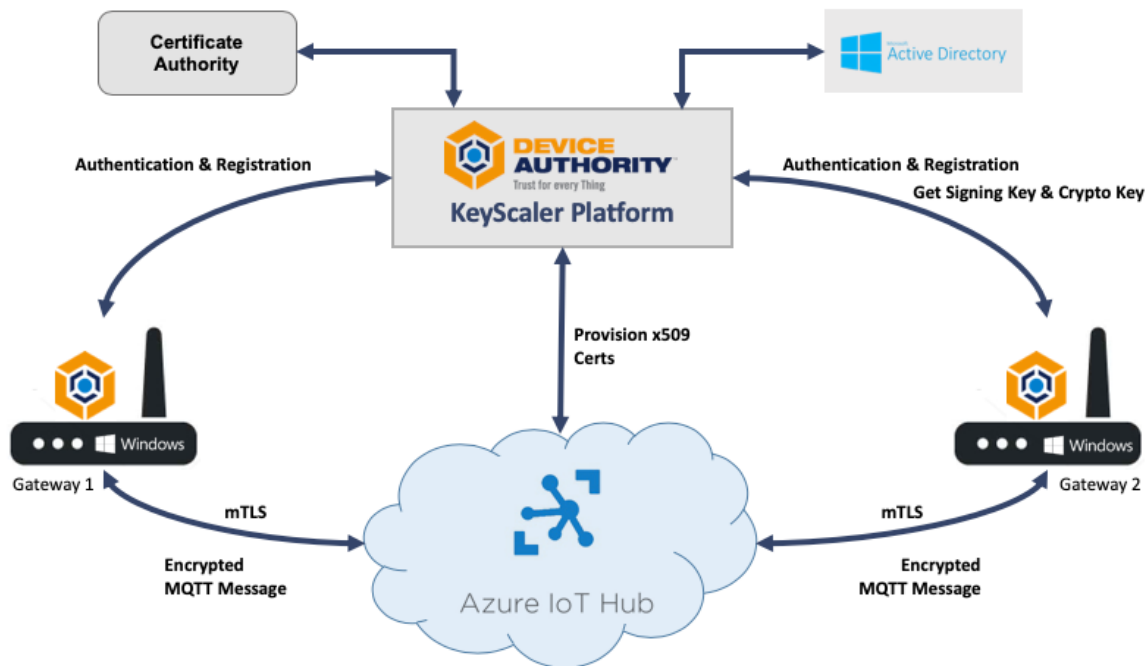 Certificate
Authority
Microsoft
Active Directory
DEVICE
AUTHORITY™
Trust for every Thing
KeyScaler Platform
Authentication & Registration
Authentication & Registration
Get Signing Key & Crypto Key
Provision x509
Certs
Windows
Gateway 1
Windows
Gateway 2
mTLS
Encrypted
MQTT Message
mTLS
Encrypted
MQTT Message
Azure IoT Hub